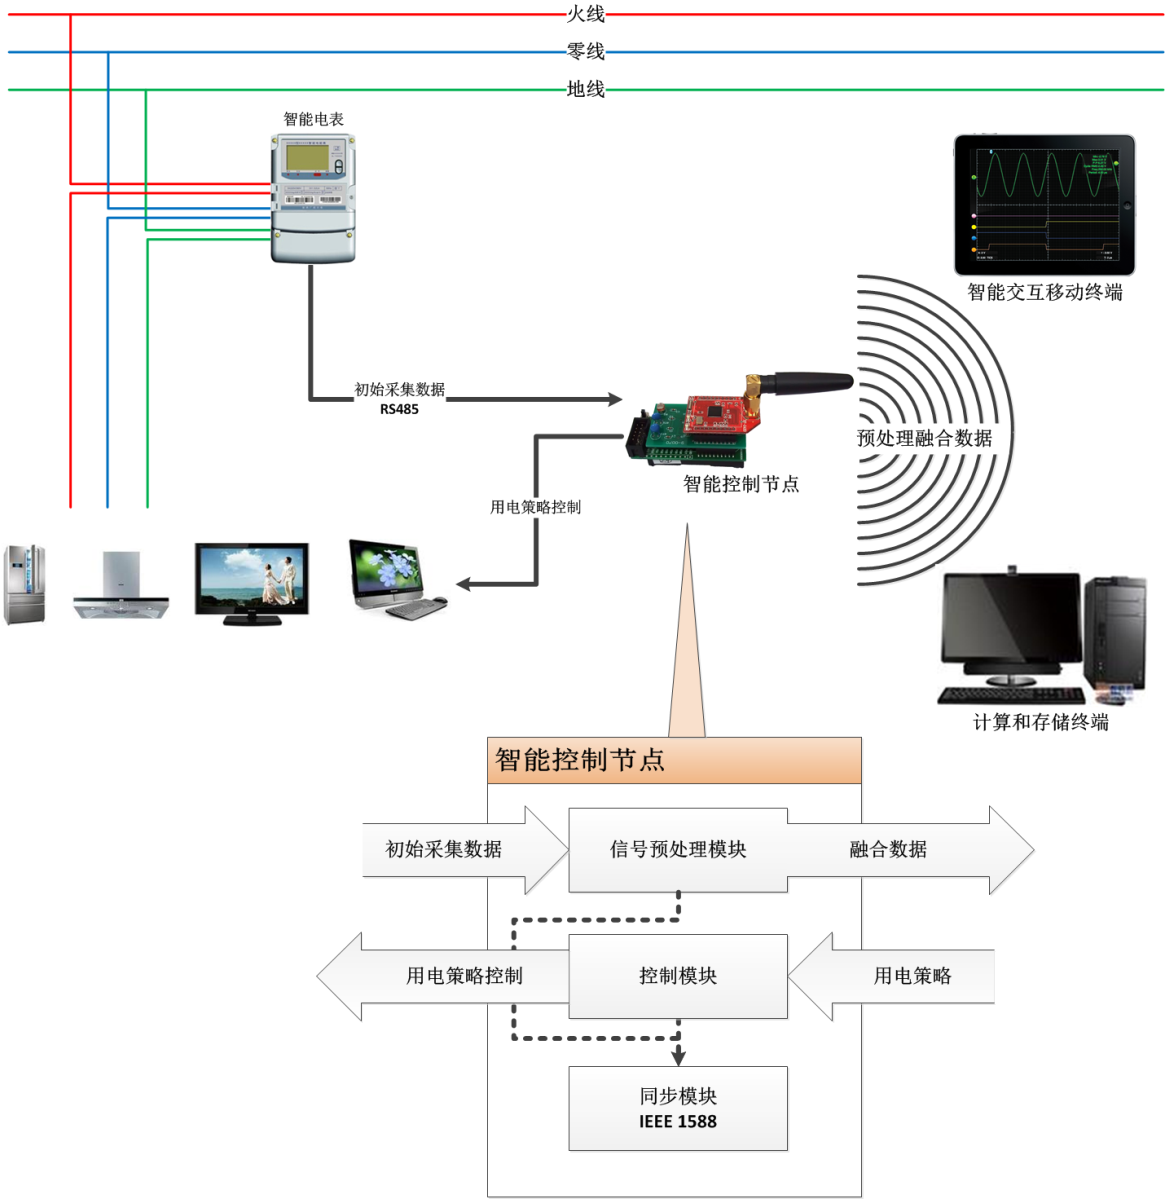 火线
零线
地线
智能电表
智能交互移动终端
初始采集数据
RS485
预处理融合数据
智能控制节点
用电策略控制
计算和存储终端
智能控制节点
初始采集数据
信号预处理模块
融合数据
用电策略控制
控制模块
用电策略
同步模块
IEEE 1588